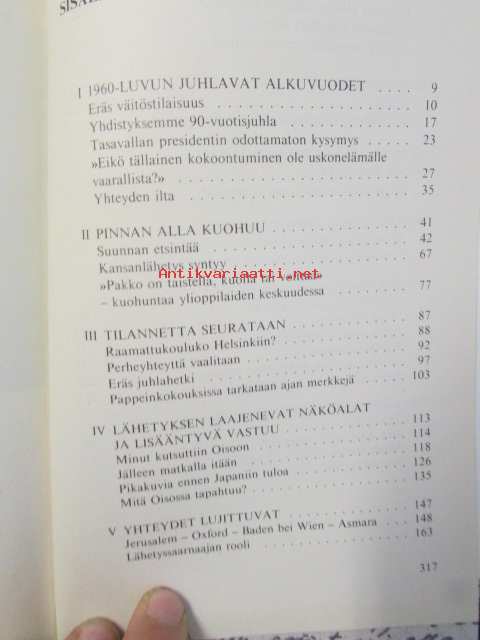 I 1960-LUVUN JUHLAVAT ALKUVUODET .... 9
Eräs väitöstilaisuus .... 10
Yhdistyksemme 90-vuotisjuhla .... 17
Tasavallan presidentin odottamaton kysymys .... 23
»Eikö tällainen kokoontuminen ole uskonelämälle
vaarallista?» .... 27
Yhteyden ilta .... 35
II PINNAN ALLA KUOHUU .... 41
Suunnan etsintää .... 42
Kansanlähetys syntyy .... 67
Antikvariaatti.net
»Pakko on taistella, kuolla tai voittaa»
– kuohuntaa ylioppilaiden keskuudessa .... 77
III TILANNETTA SEURATAAN .... 87
Raamattukouluko Helsinkiin? .... 88
Perheyhteyttä vaalitaan .... 92
Eräs juhlahetki .... 97
Pappeinkokouksissa tarkataan ajan merkkejä .... 103
IV LÄHETYKSEN LAAJENEVAT NÄKÖALAT
JA LISÄÄNTYVÄ VASTUU .... 113
Minut kutsuttiin Oisoon .... 114
Jälleen matkalla itään .... 118
Pikakuvia ennen Japaniin tuloa .... 126
Mitä Oisossa tapahtuu? .... 135
V YHTEYDET LUJITTUVAT .... 147
Jerusalem – Oxford – Baden bei Wien – Asmara .... 148
Lähetyssaarnaajan rooli .... 163
317